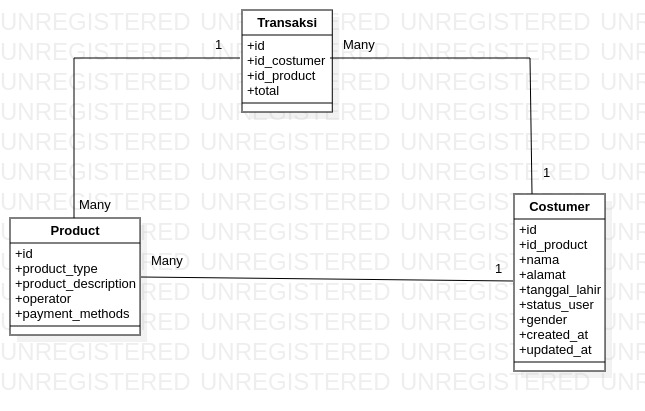 UNREGISTERED UNREGISTERED UNREGISTERED UNREGISTERED
Transaksi
+id
+id_costumer
+id_product
+total
1
Many
1
Many
Product
+id
+product_type
+product_description
+operator
+payment_methods
Many
1
Costumer
+id
+id_product
+nama
+alamat
+tanggal_lahir
+status_user
+gender
+created_at
+updated_at